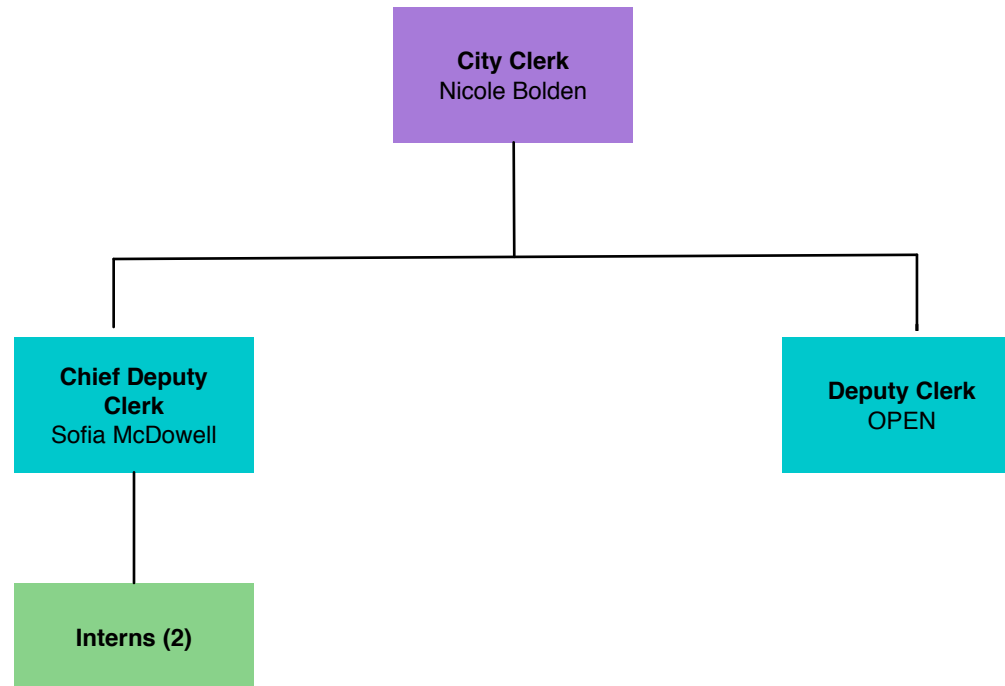 City Clerk
Nicole Bolden
Chief Deputy
Clerk
Sofia McDowell
Deputy Clerk
OPEN
Interns (2)